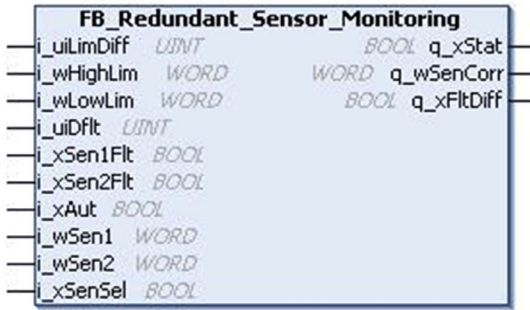 FB_Redundant_Sensor_Monitoring
i_uiLimDiff UINT BOOL q_xStat
i_wHighLim WORD WORD q_wSenCorr
i_wLowLim WORD BOOL q_xFltDiff
i_uiDflt UINT
i_xSen1Flt BOOL
i_xSen2Flt BOOL
i_xAut BOOL
i_wSen1 WORD
i_wSen2 WORD
i_xSenSel BOOL